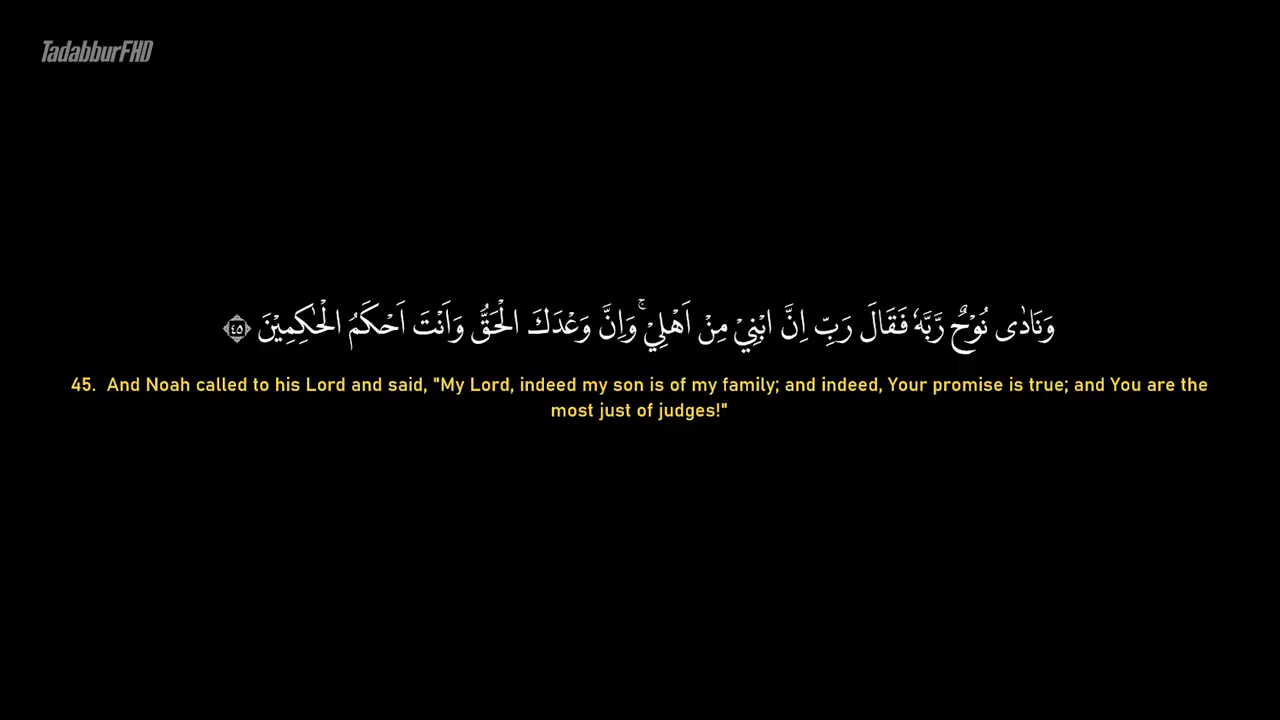 TadabburFHD
وَنَادٰى نُوْحٌ رَّبَّهٗ فَقَالَ رَبِّ اِنَّ ابْنِيْ مِنْ اَهْلِيْۚ وَاِنَّ وَعْدَكَ الْحَقُّ وَاَنْتَ اَحْكَمُ الْحٰكِمِيْنَ ٤٥
45. And Noah called to his Lord and said, "My Lord, indeed my son is of my family; and indeed, Your promise is true; and You are the
most just of judges!"